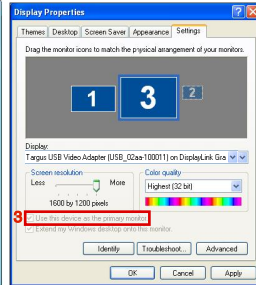 Display Properties
Themes Desktop Screen Saver Appearance Settings
Drag the monitor icons to match the physical arrangement of your monitors.
1 3 2
Display:
Targus USB Video Adapter (USB_02aa-100011) on DisplayLink Gra
Screen resolution
Less More
1600 by 1200 pixels
Color quality
Highest (32 bit)
3 Use this device as the primary monitor.
Extend my Windows desktop onto this monitor.
Identify Troubleshoot... Advanced
OK Cancel Apply